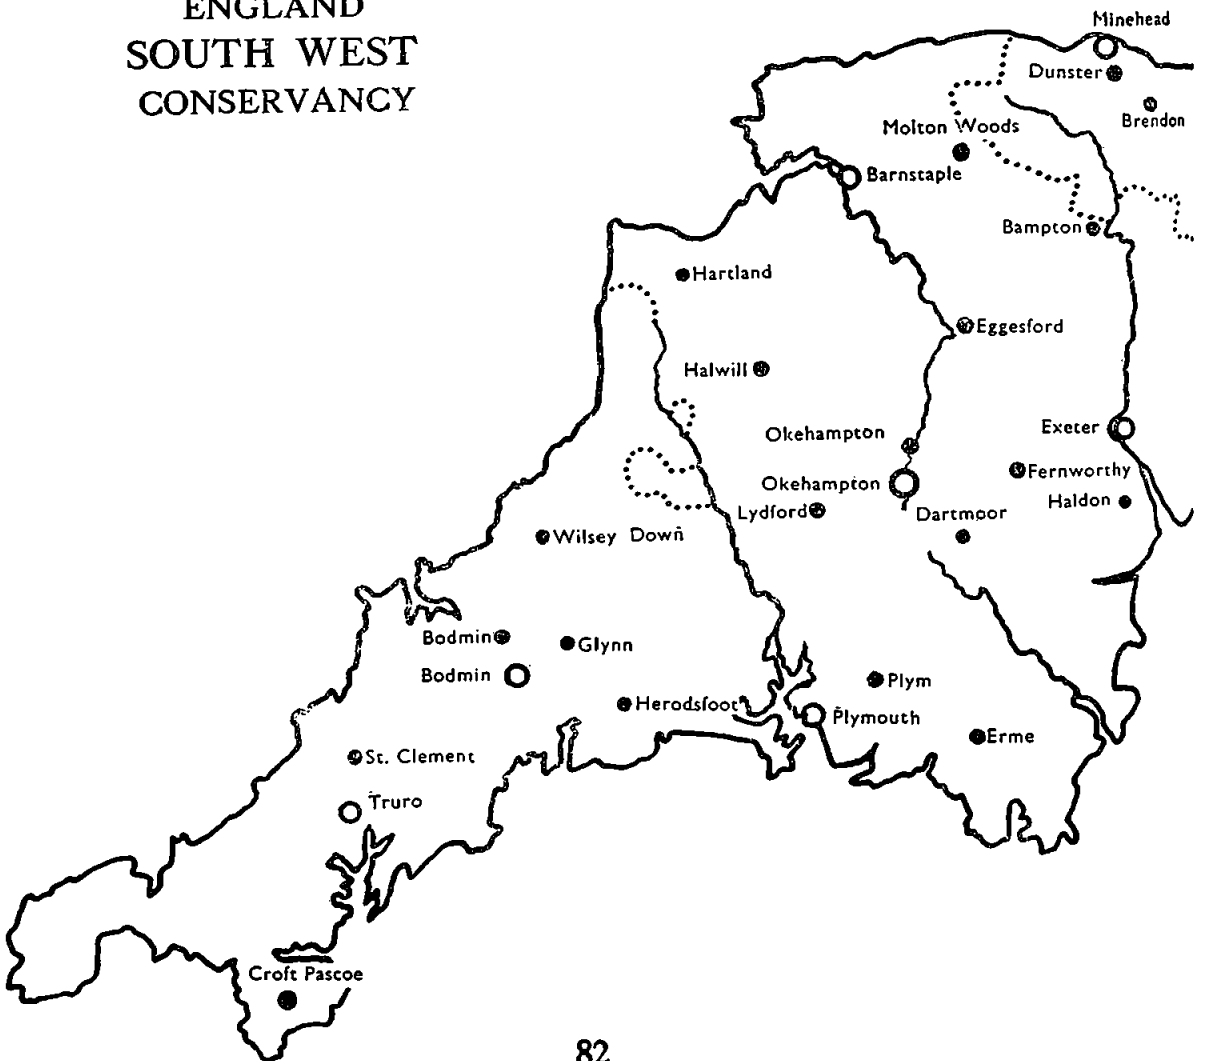 ENGLAND
SOUTH WEST
CONSERVANCY
Minehead
Dunster
Brendon
Molton Woods
Barnstaple
Bampton
Hartland
Eggesford
Halwill
Exeter
Okehampton
Fernworthy
Okehampton
Haldon
Lydford
Dartmoor
Wilsey Down
Bodmin
Glynn
Bodmin
Plym
Herodsfoot
Plymouth
Erme
St. Clement
Truro
Croft Pascoe
82